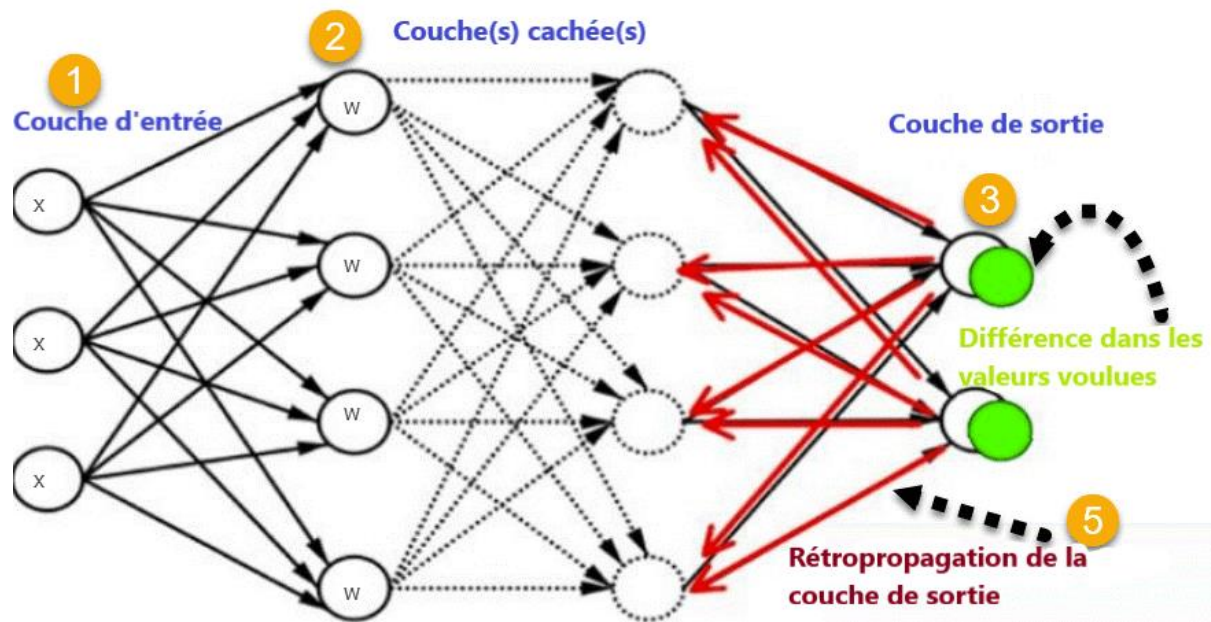 2
Couche(s) cachée(s)
1
Couche d'entrée
Couche de sortie
3
X
X
X
W
W
W
W
Différence dans les
valeurs voulues
5
Rétropropagation de la
couche de sortie